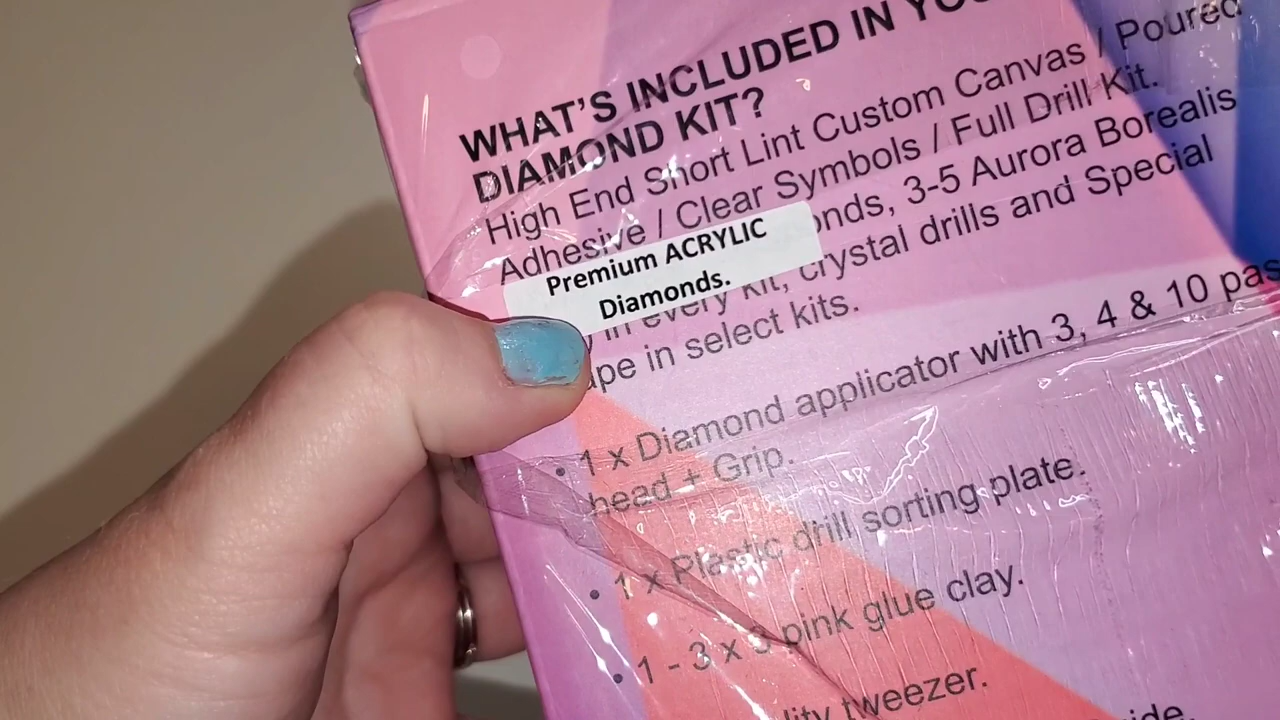 WHAT'S INCLUDED IN
DIAMOND KIT?
High End Short Lint Custom Canvas / Poured
Adhesive / Clear Symbols / Full Drill Kit.
Premium ACRYLIC
Diamonds.
onds, 3-5 Aurora Borealis
in every kit, crystal drills and Special
ape in select kits.
• 1 x Diamond applicator with 3, 4 & 10 pas
head + Grip.
• 1 x Plastic drill sorting plate.
• 1 - 3 x pink glue clay.
lity tweezer.
ide.